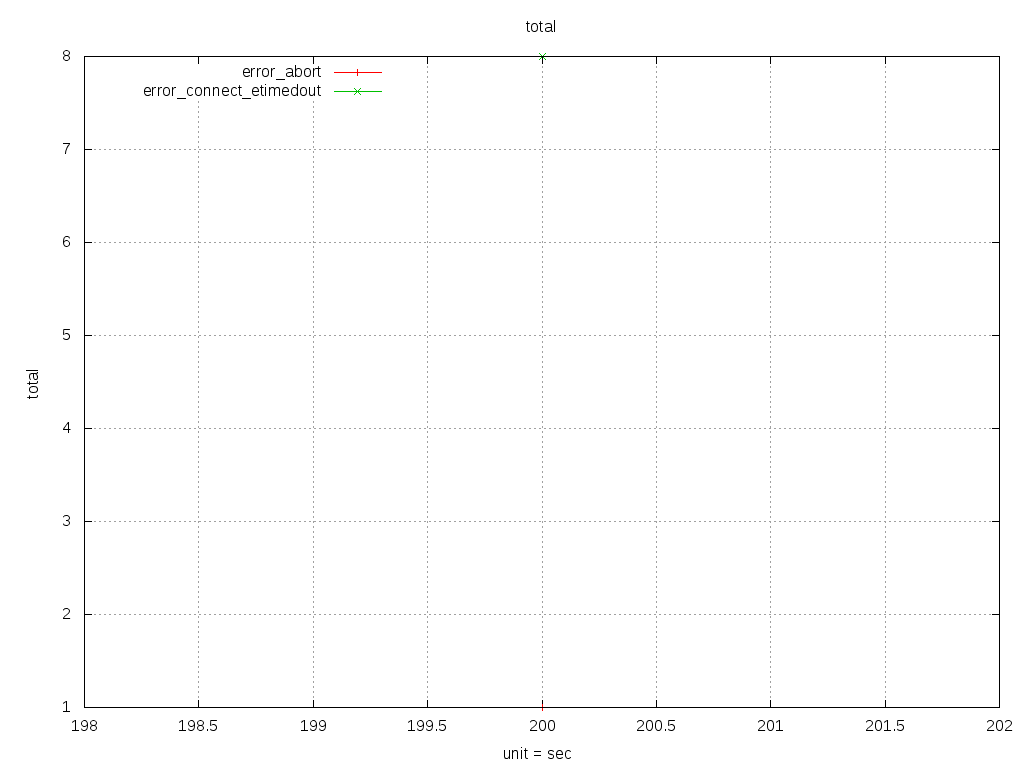 total
8
error_abort
error_connect_etimedout
7
6
5
total
4
3
2
1
198 198.5 199 199.5 200 200.5 201 201.5 202
unit = sec